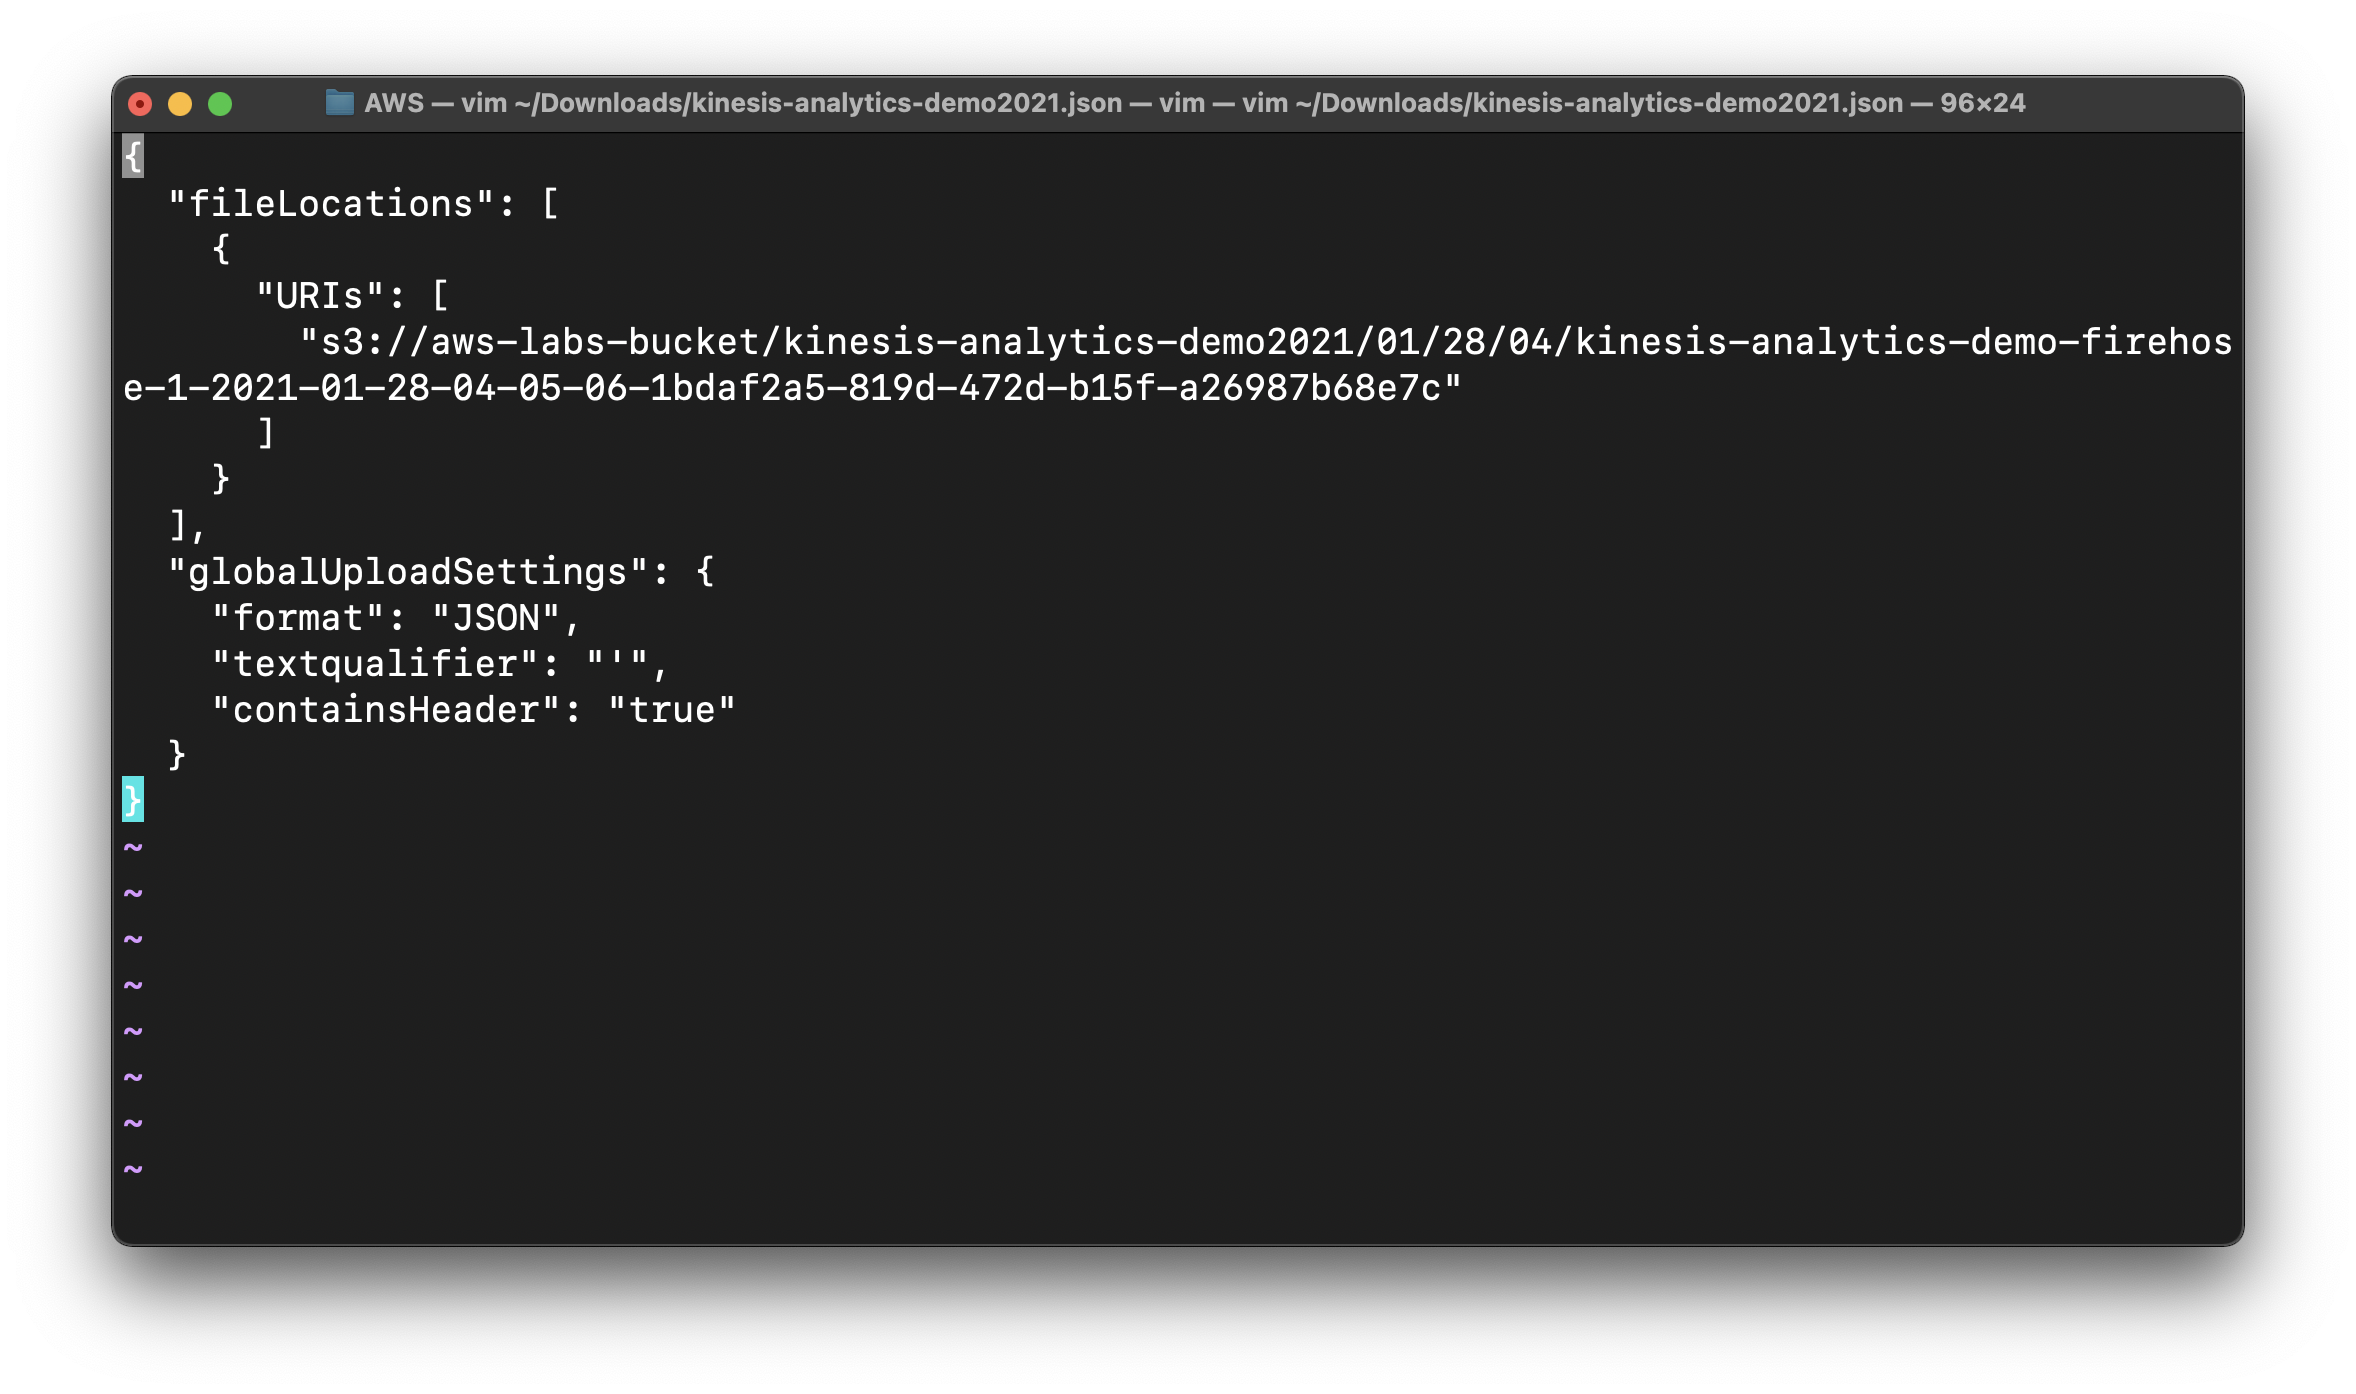 AWS — vim ~/Downloads/kinesis-analytics-demo2021.json — vim — vim ~/Downloads/kinesis-analytics-demo2021.json — 96×24
{
  "fileLocations": [
    {
      "URIs": [
        "s3://aws-labs-bucket/kinesis-analytics-demo2021/01/28/04/kinesis-analytics-demo-firehos
e-1-2021-01-28-04-05-06-1bdaf2a5-819d-472d-b15f-a26987b68e7c"
      ]
    }
  ],
  "globalUploadSettings": {
    "format": "JSON",
    "textqualifier": "'",
    "containsHeader": "true"
  }
}
~
~
~
~
~
~
~
~